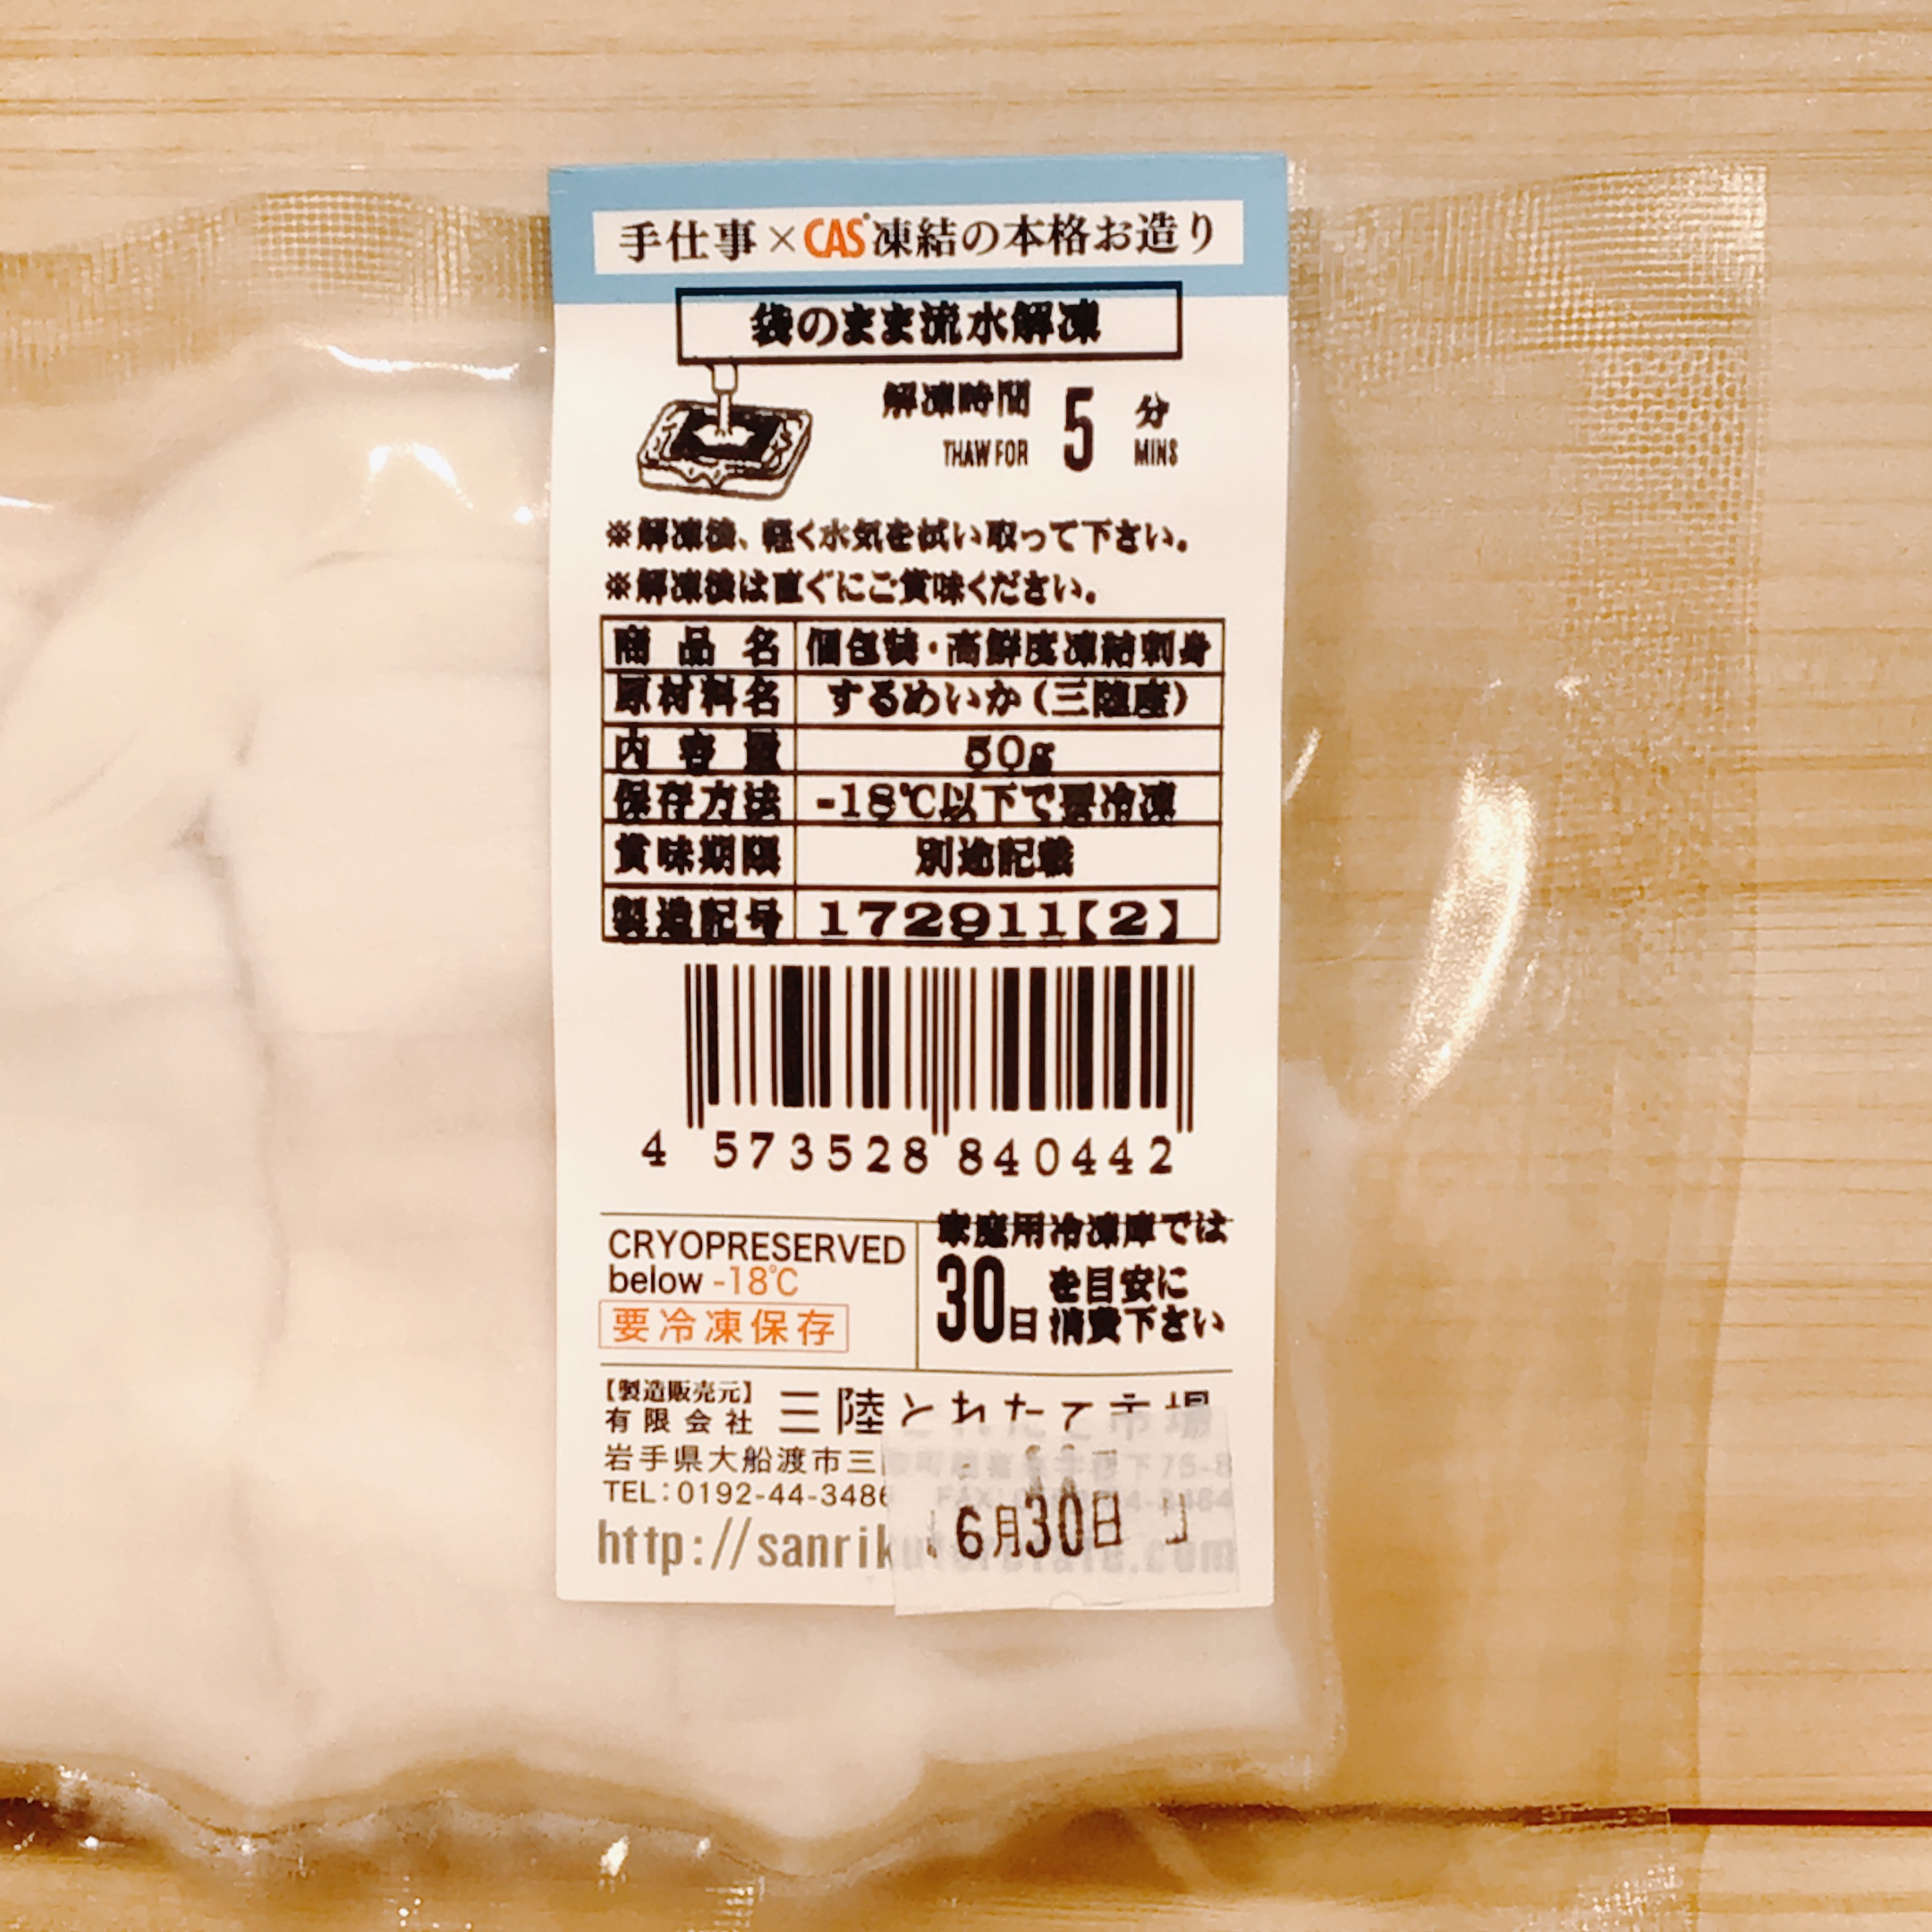 手仕事×CAS®凍結の本格お造り
袋のまま流水解凍
解凍時間 5 分
THAW FOR MINS
※解凍後、軽く水気を拭い取って下さい。
※解凍後は直ぐにご賞味ください。
商品名 個包装・高鮮度凍結刺身
原材料名 するめいか(三陸産)
内容量 50g
保存方法 -18℃以下で要冷凍
賞味期限 別途記載
製造記号 172911【2】
4 573528 840442
CRYOPRESERVED
below -18℃
要冷凍保存
家庭用冷凍庫では
30日を目安に
消費下さい
【製造販売元】
有限会社 三陸とれたて市場
岩手県大船渡市三
TEL:0192-44-3486
http://sanriku
6月30日